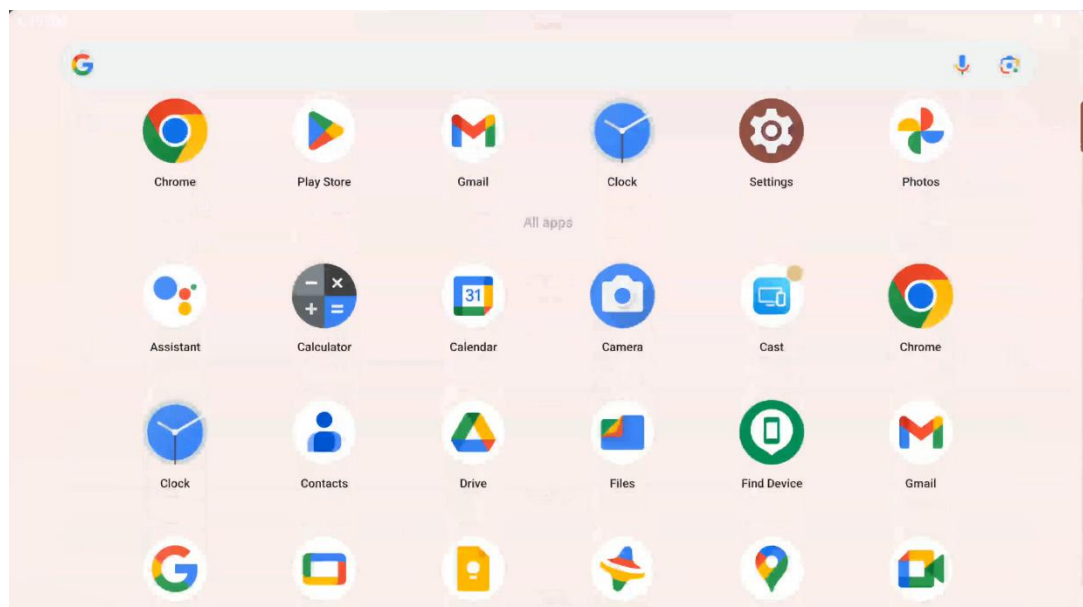 Chrome Play Store Gmail Clock Settings Photos
All apps
31
Assistant Calculator Calendar Camera Cast Chrome
Clock Contacts Drive Files Find Device Gmail